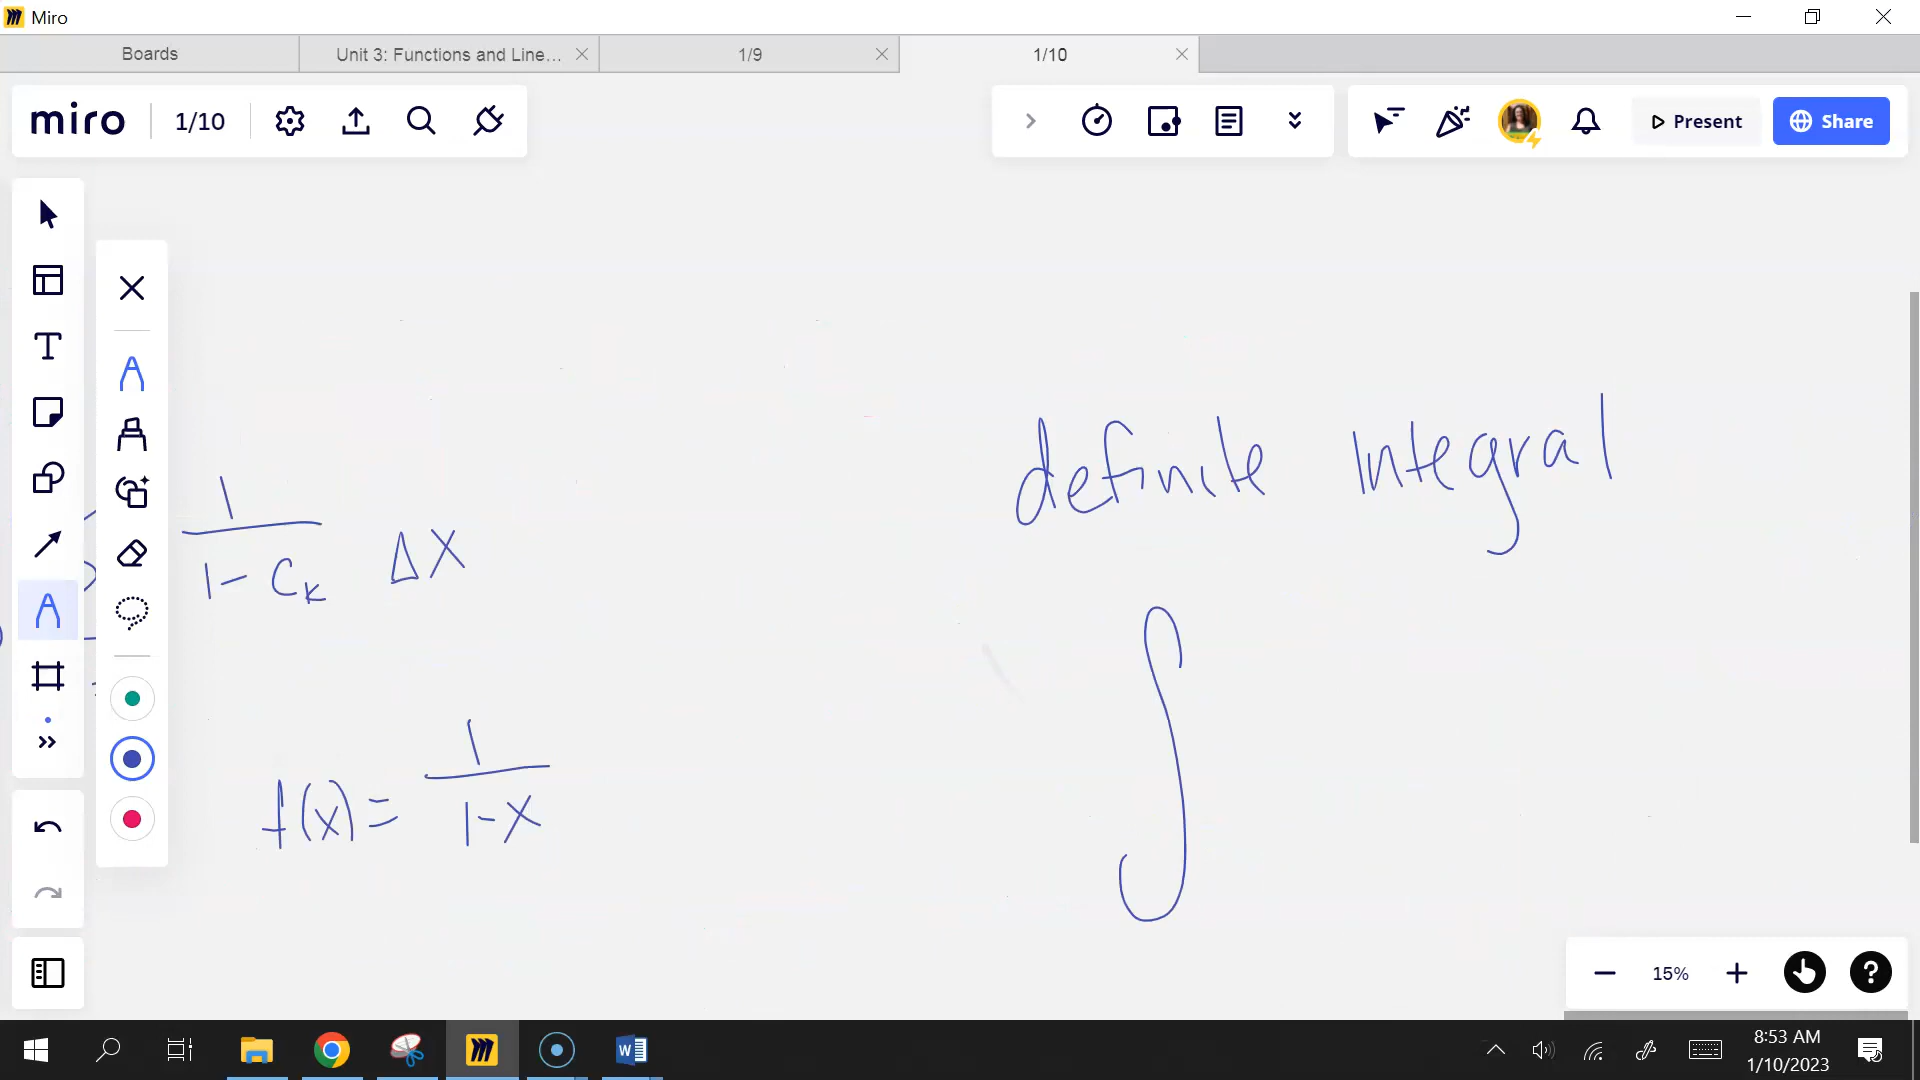 Miro
Boards
Unit 3: Functions and Line...
1/9
1/10
miro
1/10
Present
Share
definite integral
1
1 - Cₖ
ΔX
∫
1
f(x) =
1-X
15%
8:53 AM
1/10/2023